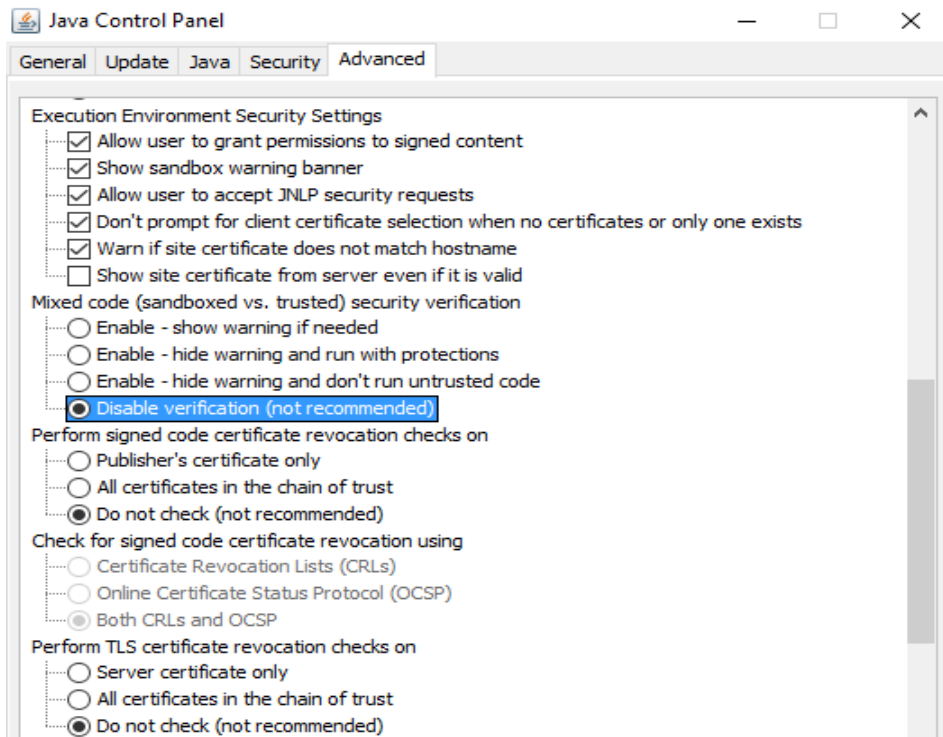 Java Control Panel
General Update Java Security Advanced
Execution Environment Security Settings
Allow user to grant permissions to signed content
Show sandbox warning banner
Allow user to accept JNLP security requests
Don't prompt for client certificate selection when no certificates or only one exists
Warn if site certificate does not match hostname
Show site certificate from server even if it is valid
Mixed code (sandboxed vs. trusted) security verification
Enable - show warning if needed
Enable - hide warning and run with protections
Enable - hide warning and don't run untrusted code
Disable verification (not recommended)
Perform signed code certificate revocation checks on
Publisher's certificate only
All certificates in the chain of trust
Do not check (not recommended)
Check for signed code certificate revocation using
Certificate Revocation Lists (CRLs)
Online Certificate Status Protocol (OCSP)
Both CRLs and OCSP
Perform TLS certificate revocation checks on
Server certificate only
All certificates in the chain of trust
Do not check (not recommended)